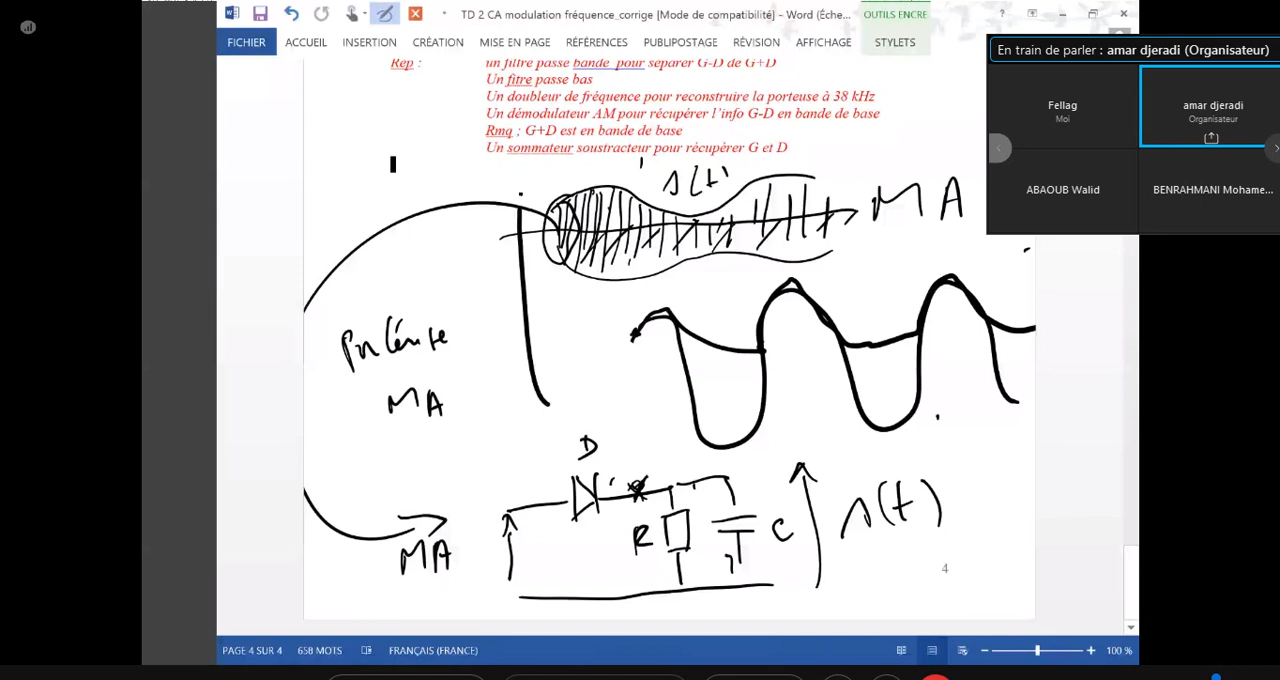 TD 2 CA modulation fréquence_corrige [Mode de compatibilité] - Word (Éche...
OUTILS ENCRE
?
FICHIER ACCUEIL INSERTION CRÉATION MISE EN PAGE RÉFÉRENCES PUBLIPOSTAGE RÉVISION AFFICHAGE STYLETS
En train de parler : amar djeradi (Organisateur)
Fellag
Moi
amar djeradi
Organisateur
ABAOUB Walid
BENRAHMANI Mohame...
Rep : un filtre passe bande pour séparer G-D de G+D
Un fitre passe bas
Un doubleur de fréquence pour reconstruire la porteuse à 38 kHz
Un démodulateur AM pour récupérer l'info G-D en bande de base
Rmq : G+D est en bande de base
Un sommateur soustracteur pour récupérer G et D
s(t)
MA
MA
D
R
C
s(t)
MA
4
PAGE 4 SUR 4 658 MOTS FRANÇAIS (FRANCE) 100 %